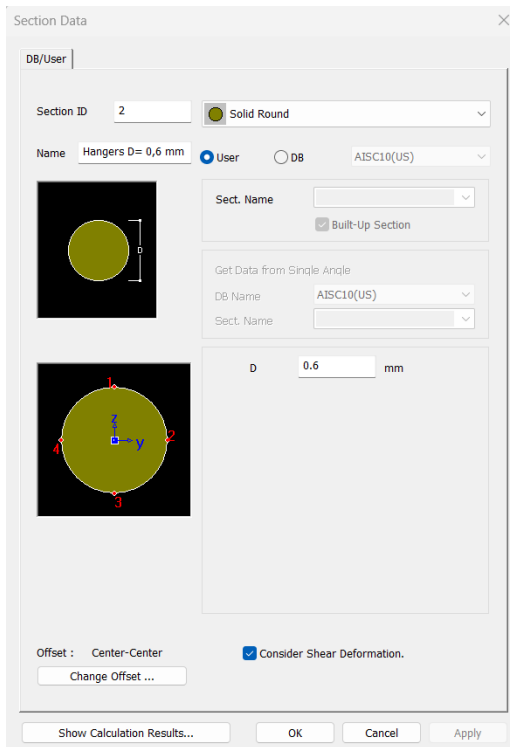 Section Data
DB/User
Section ID 2 Solid Round
Name Hangers D= 0,6 mm User DB AISC10(US)
Sect. Name
Built-Up Section
D
Get Data from Single Angle
DB Name AISC10(US)
Sect. Name
D 0.6 mm
1
z
2
y
4
3
Offset : Center-Center
Consider Shear Deformation.
Change Offset ...
Show Calculation Results... OK Cancel Apply